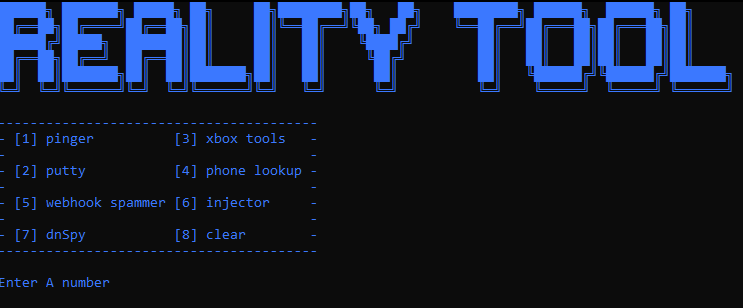 REALITY TOOL
----------------------------------------
- [1] pinger          [3] xbox tools   -
-                                      -
- [2] putty           [4] phone lookup -
-                                      -
- [5] webhook spammer [6] injector     -
-                                      -
- [7] dnSpy           [8] clear        -
----------------------------------------
Enter A number